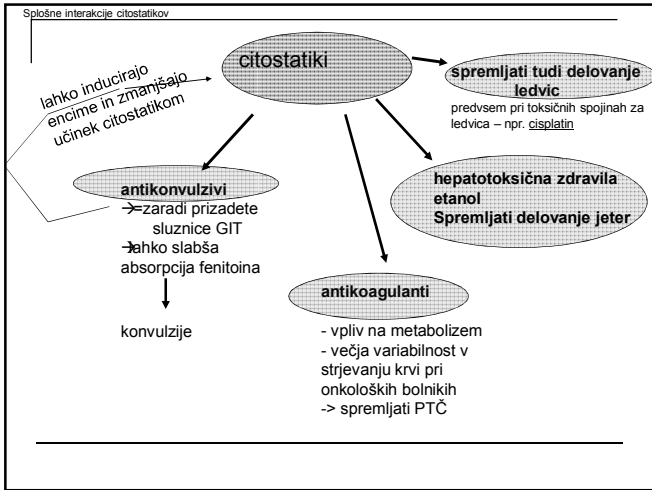 Splošne interakcije citostatikov
citostatiki
lahko inducirajo
encime in zmanjšajo
učinek citostatikom
spremljati tudi delovanje
ledvic
predvsem pri toksičnih spojinah za
ledvica – npr. cisplatin
hepatotoksična zdravila
etanol
Spremljati delovanje jeter
antikonvulzivi
→=zaradi prizadete
sluznice GIT
→lahko slabša
absorpcija fenitoina
konvulzije
antikoagulanti
- vpliv na metabolizem
- večja variabilnost v
strjevanju krvi pri
onkoloških bolnikih
-> spremljati PTČ